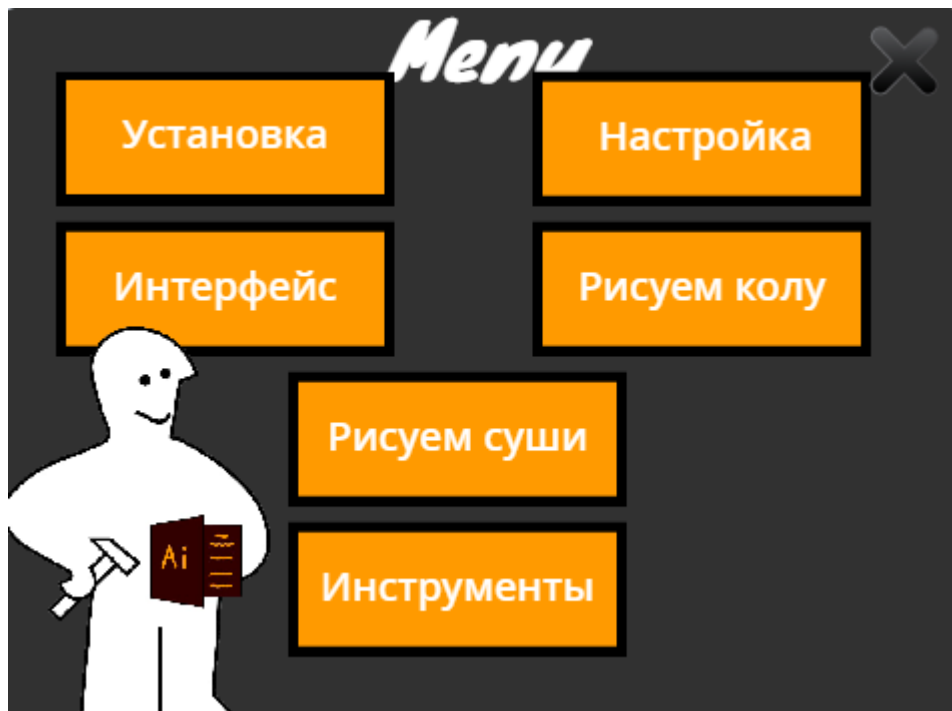 Menu
Установка
Настройка
Интерфейс
Рисуем колу
Рисуем суши
Ai
Инструменты